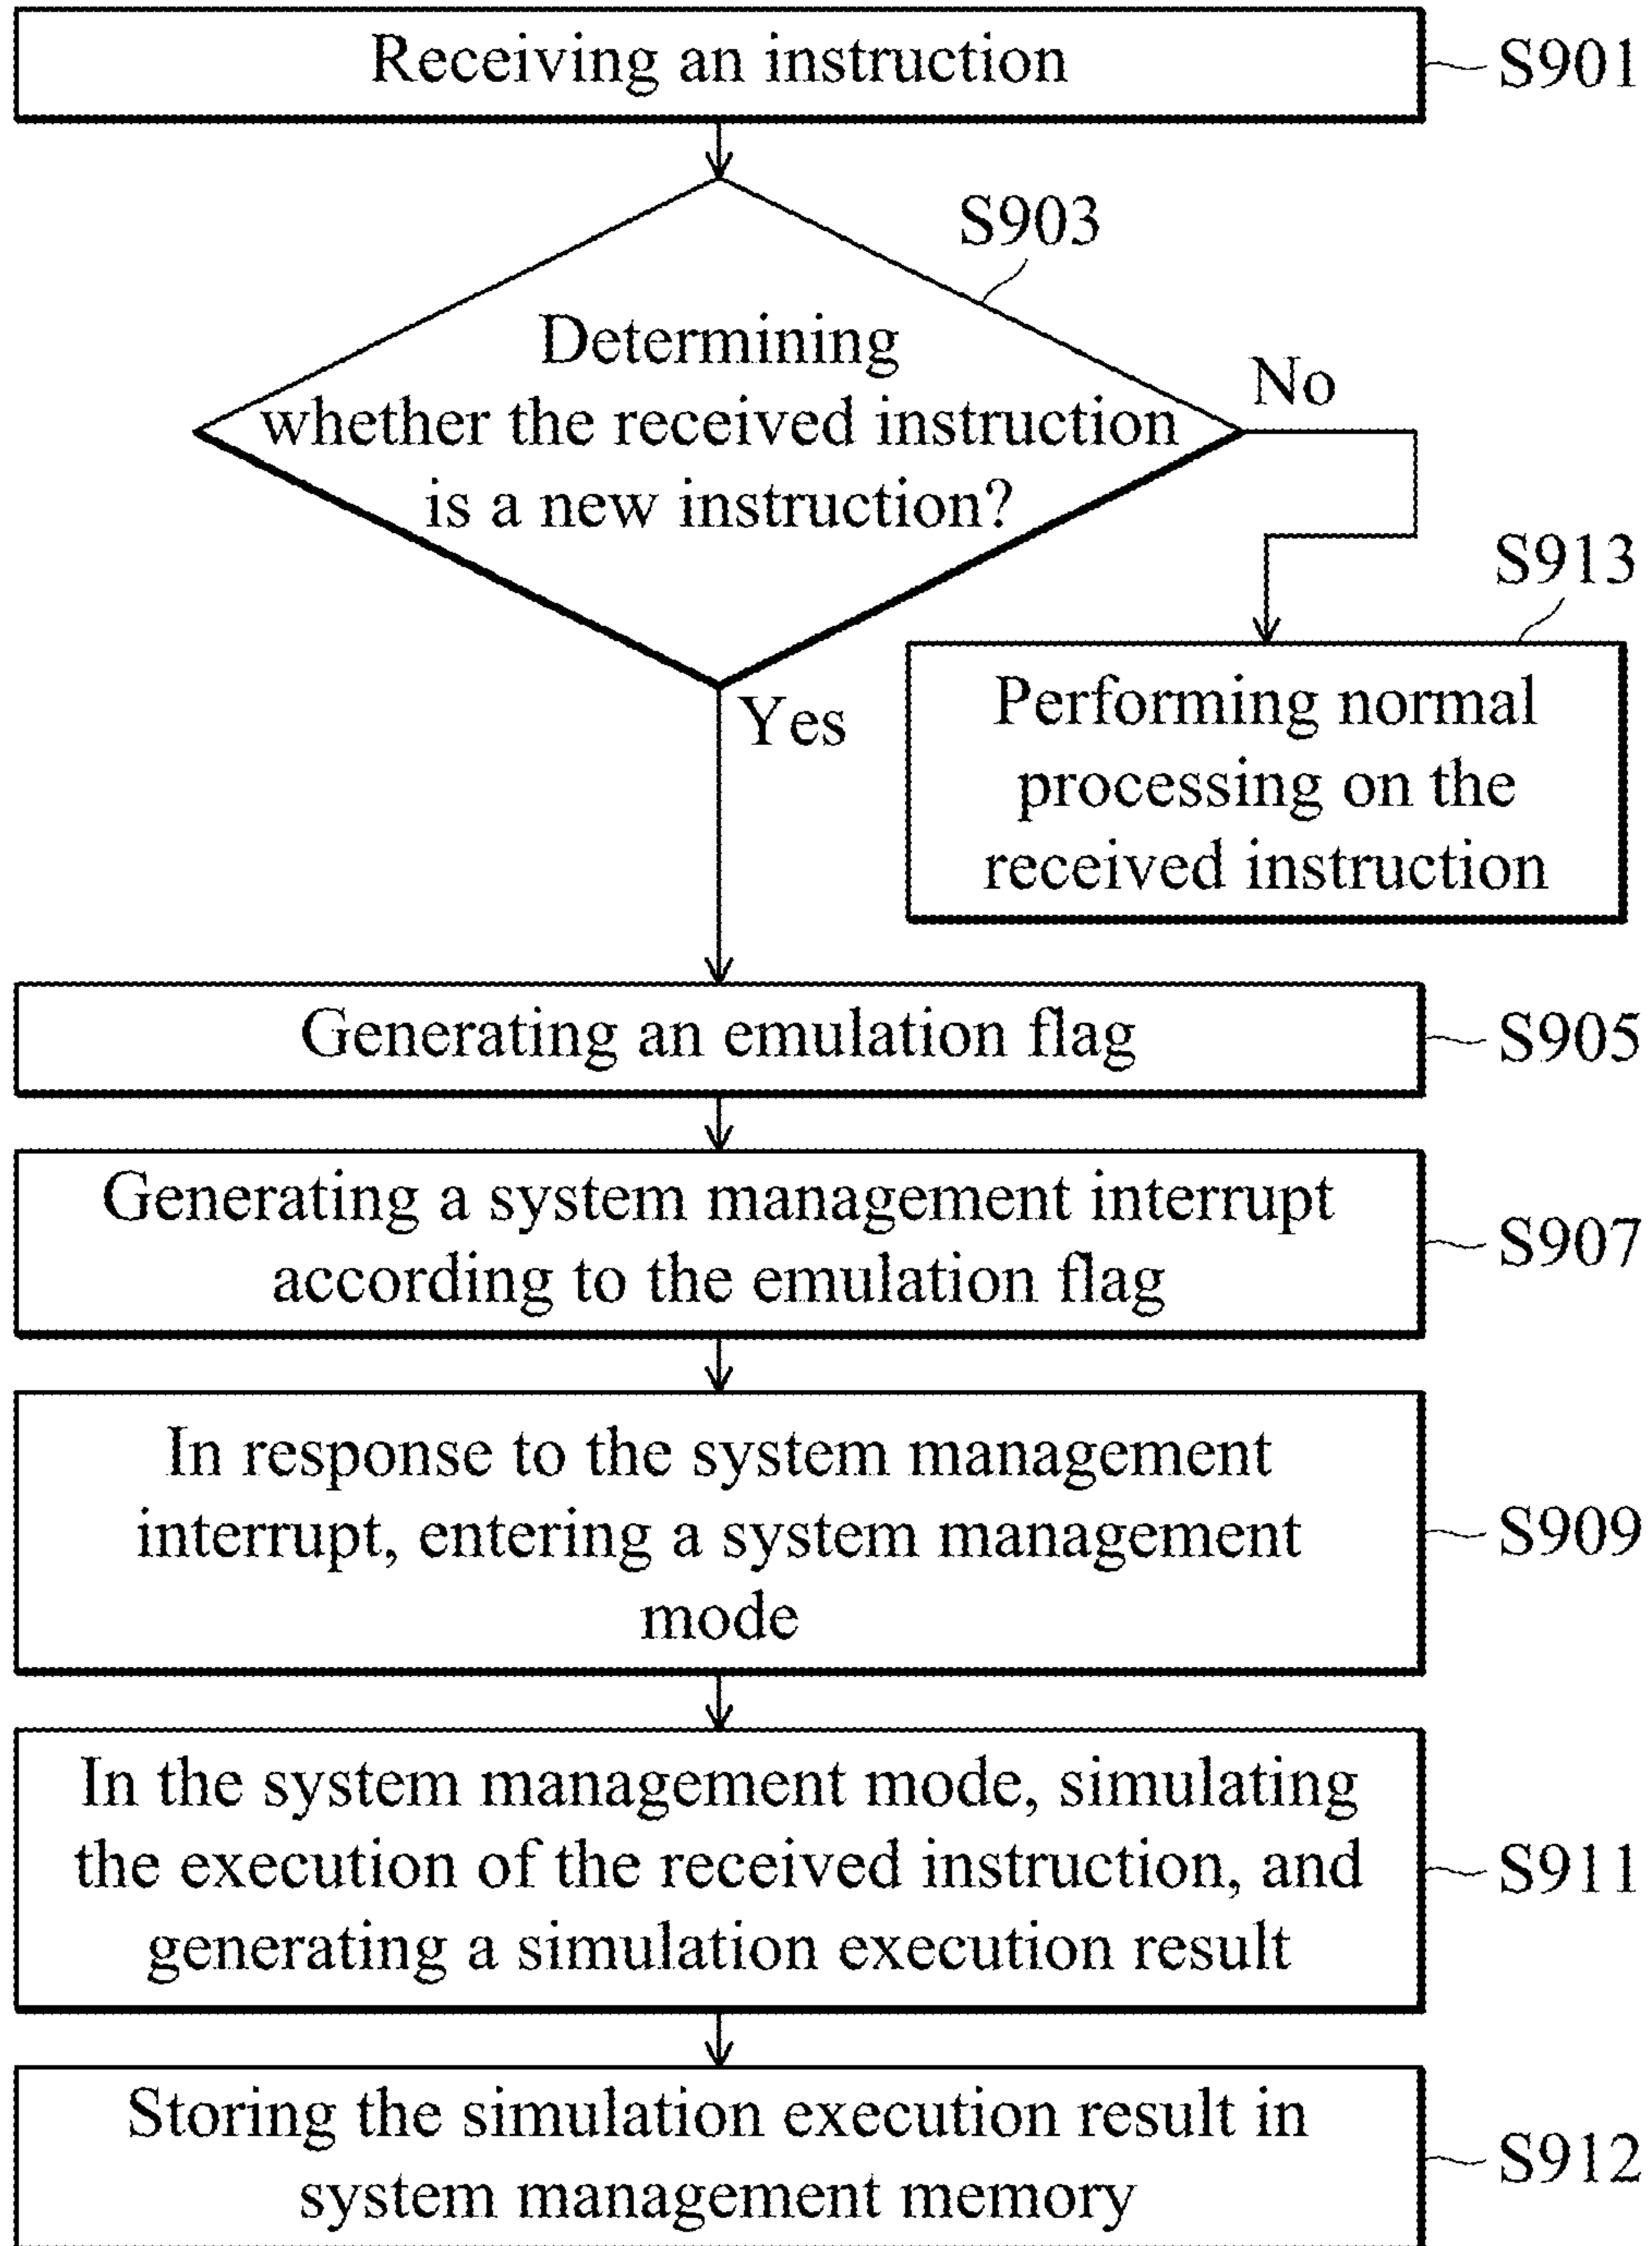 Receiving an instruction
S901
S903
Determining
whether the received instruction
is a new instruction?
No
Yes
S913
Performing normal
processing on the
received instruction
Generating an emulation flag
S905
Generating a system management interrupt
according to the emulation flag
S907
In response to the system management
interrupt, entering a system management
mode
S909
In the system management mode, simulating
the execution of the received instruction, and
generating a simulation execution result
S911
Storing the simulation execution result in
system management memory
S912